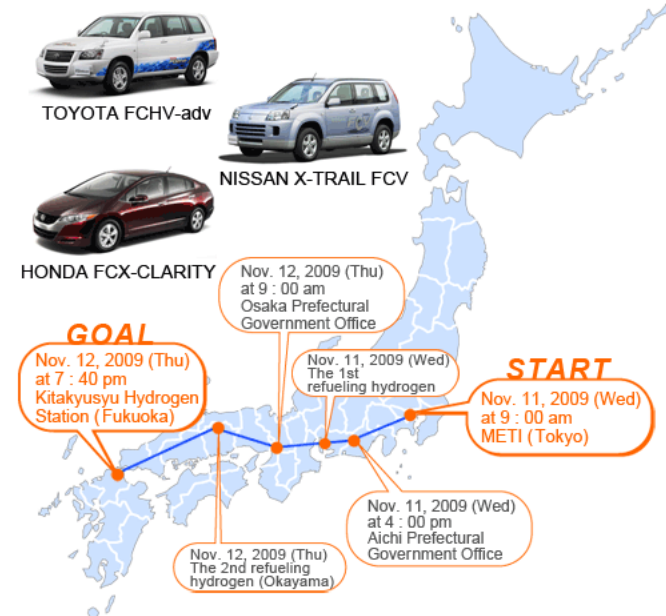 TOYOTA FCHV-adv
NISSAN X-TRAIL FCV
HONDA FCX-CLARITY
Nov. 12, 2009 (Thu)
at 9 : 00 am
Osaka Prefectural
Government Office
GOAL
Nov. 12, 2009 (Thu)
at 7 : 40 pm
Kitakyusyu Hydrogen
Station (Fukuoka)
Nov. 11, 2009 (Wed)
The 1st
refueling hydrogen
START
Nov. 11, 2009 (Wed)
at 9 : 00 am
METI (Tokyo)
Nov. 11, 2009 (Wed)
at 4 : 00 pm
Aichi Prefectural
Government Office
Nov. 12, 2009 (Thu)
The 2nd refueling
hydrogen (Okayama)